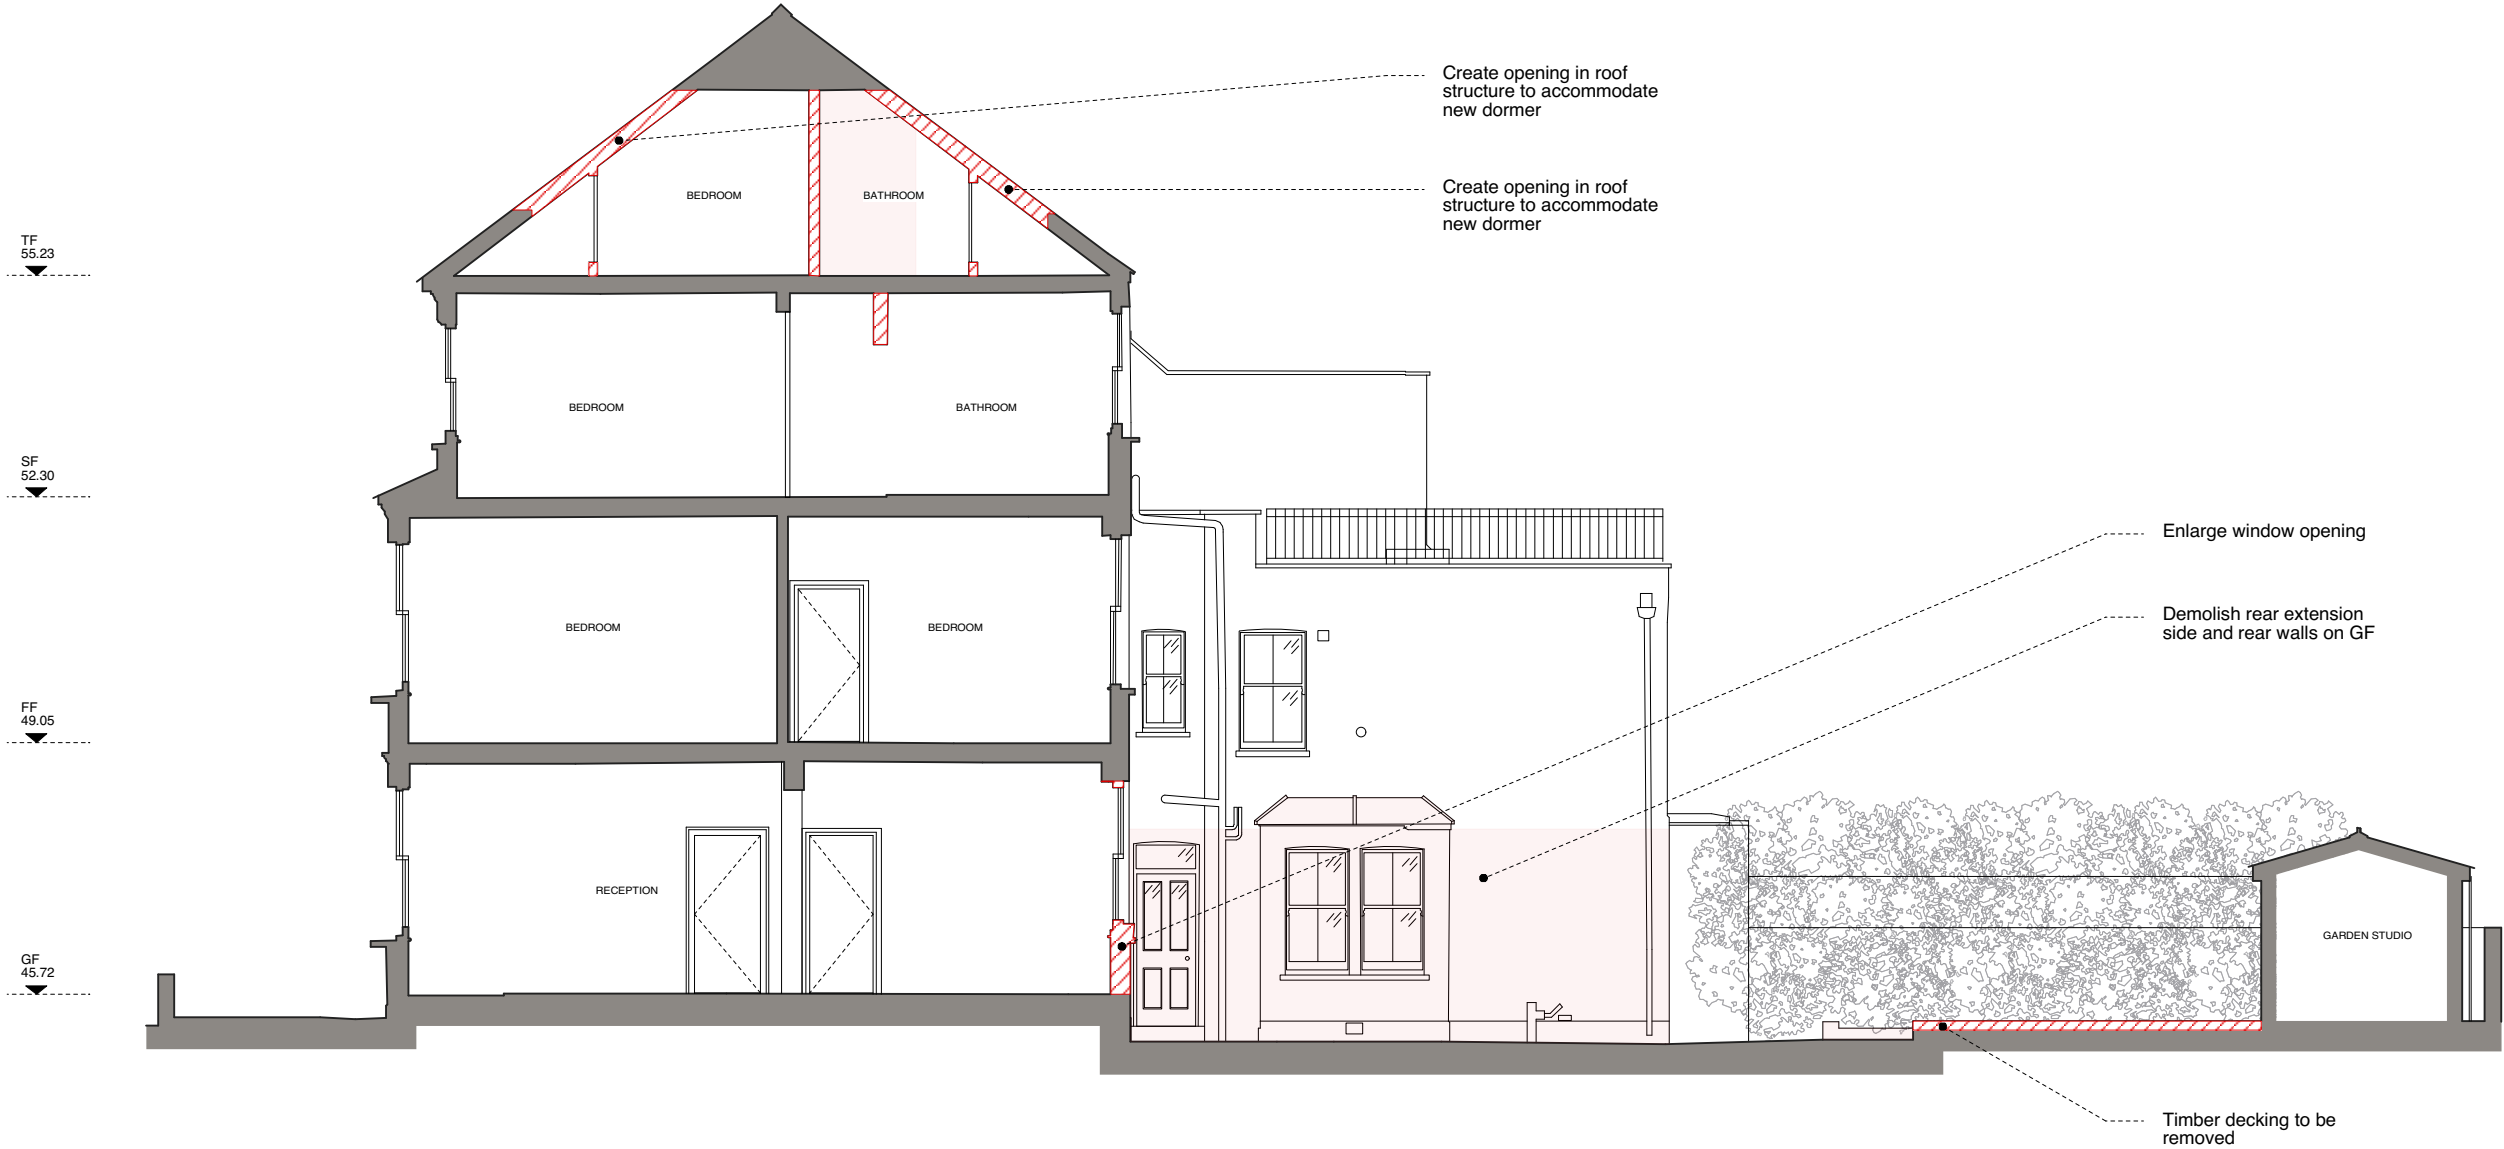 Create opening in roof
structure to accommodate
new dormer
BEDROOM
BATHROOM
Create opening in roof
structure to accommodate
new dormer
TF
55.23
BEDROOM
BATHROOM
SF
52.30
Enlarge window opening
BEDROOM
BEDROOM
Demolish rear extension
side and rear walls on GF
FF
49.05
RECEPTION
GARDEN STUDIO
GF
45.72
Timber decking to be
removed